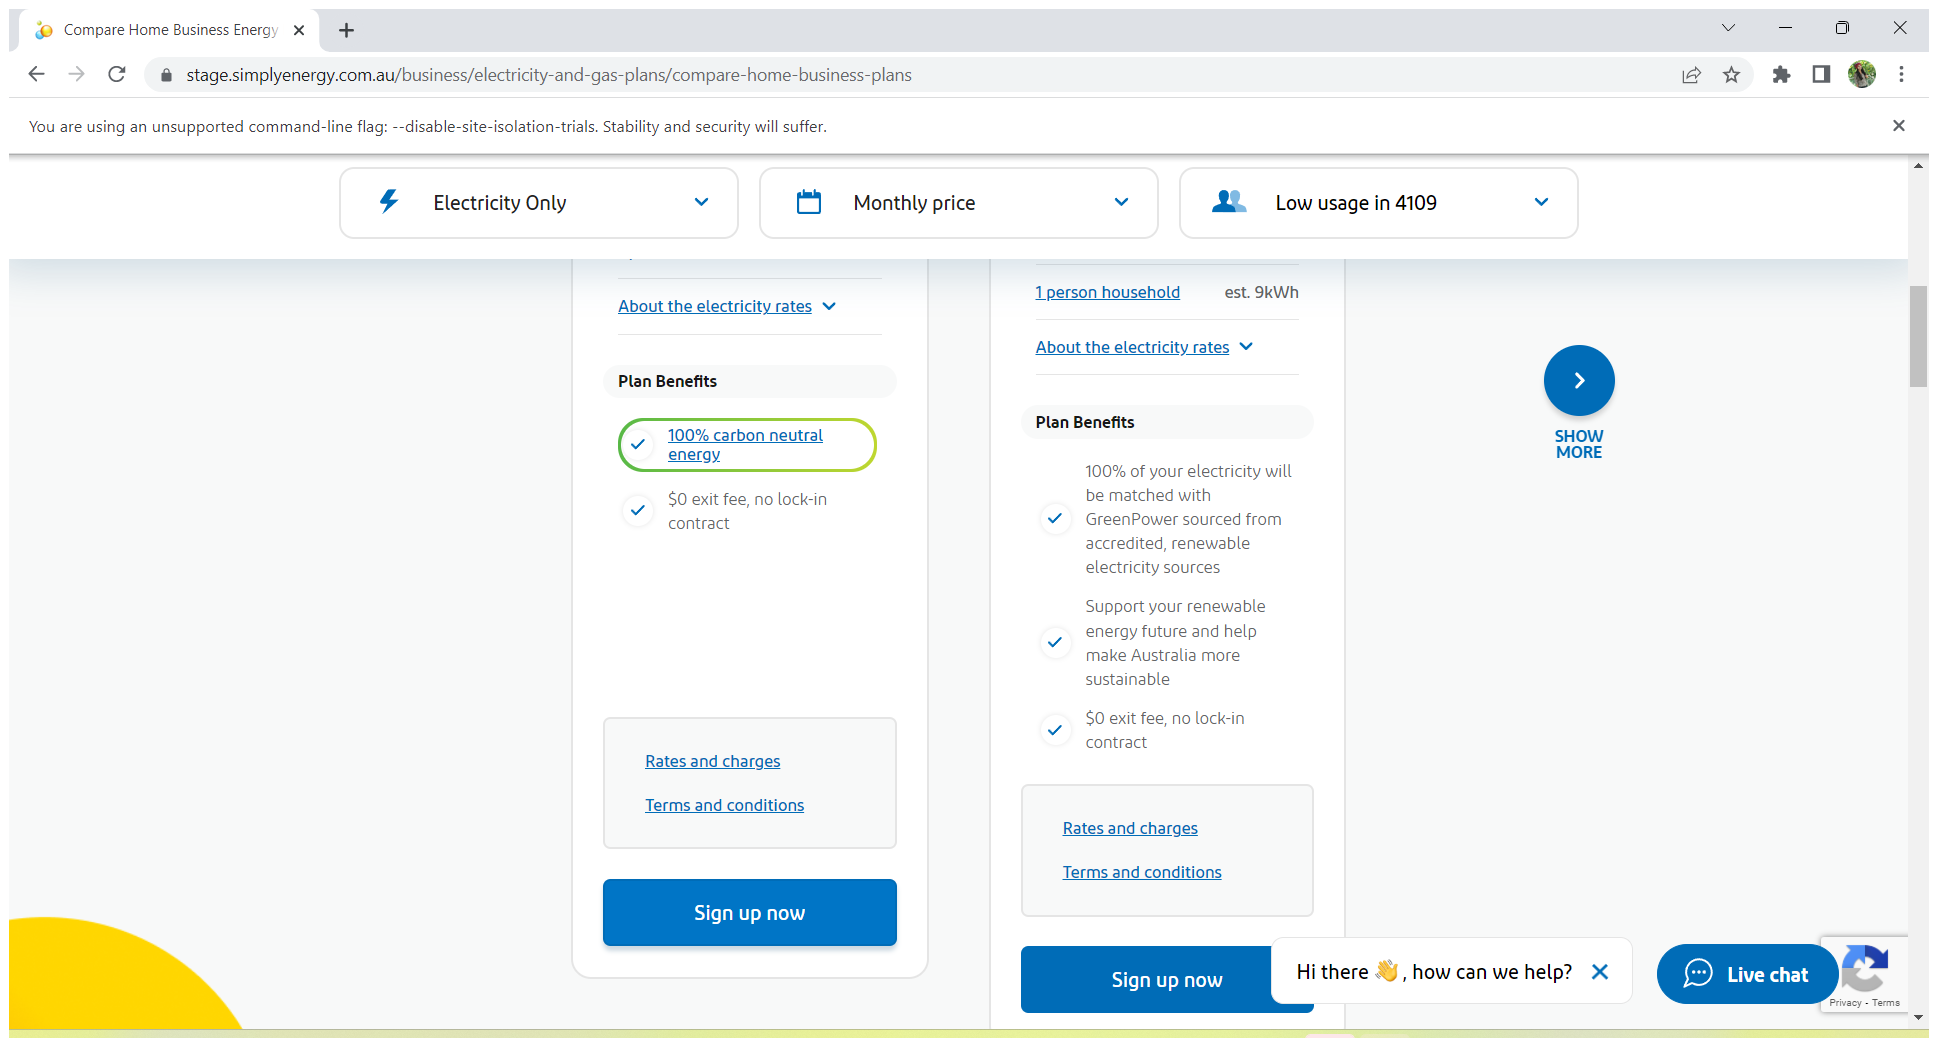 Compare Home Business Energy
stage.simplyenergy.com.au/business/electricity-and-gas-plans/compare-home-business-plans
You are using an unsupported command-line flag: --disable-site-isolation-trials. Stability and security will suffer.
Electricity Only
Monthly price
Low usage in 4109
About the electricity rates
Plan Benefits
100% carbon neutral
energy
$0 exit fee, no lock-in
contract
Rates and charges
Terms and conditions
Sign up now
1 person household est. 9kWh
About the electricity rates
Plan Benefits
100% of your electricity will
be matched with
GreenPower sourced from
accredited, renewable
electricity sources
Support your renewable
energy future and help
make Australia more
sustainable
$0 exit fee, no lock-in
contract
Rates and charges
Terms and conditions
Sign up now
SHOW
MORE
Hi there 👋, how can we help?
Live chat
Privacy - Terms